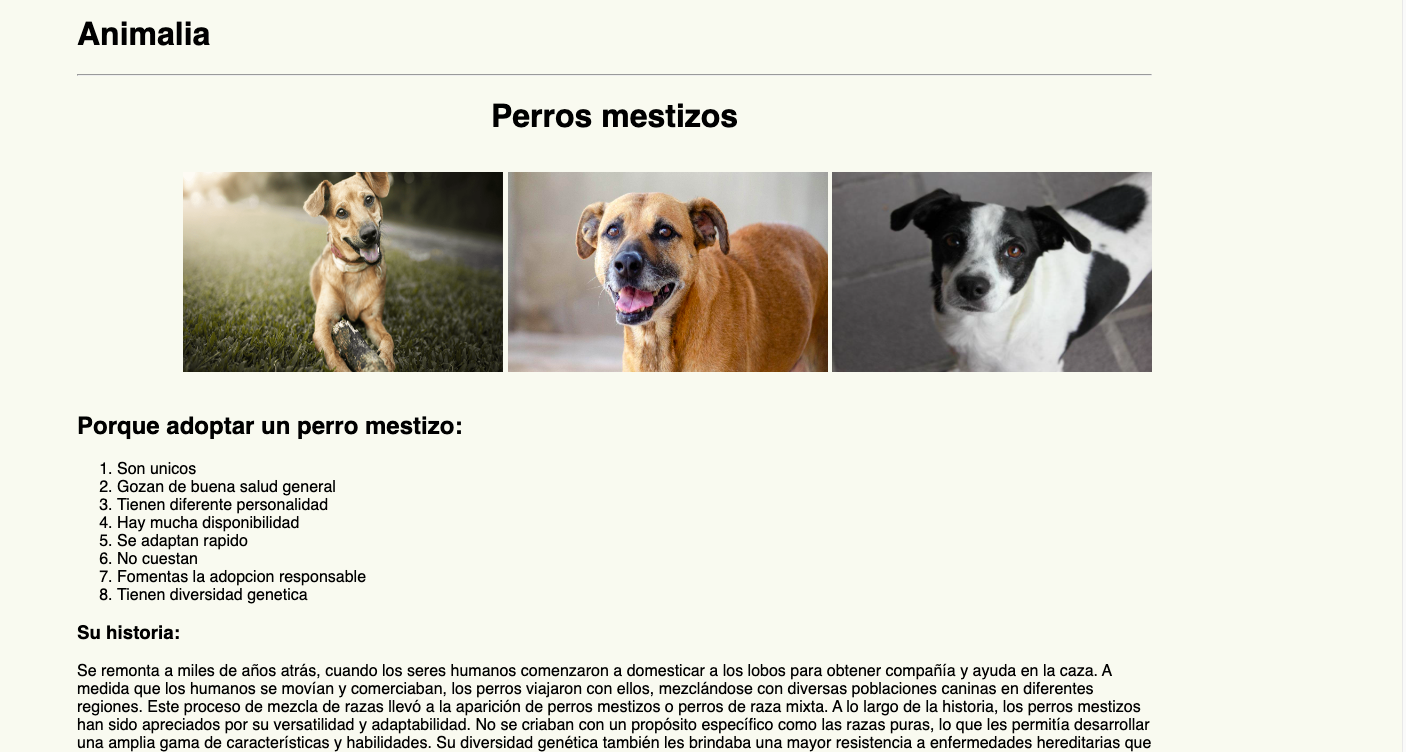 Animalia
Perros mestizos
Porque adoptar un perro mestizo:
1. Son unicos
2. Gozan de buena salud general
3. Tienen diferente personalidad
4. Hay mucha disponibilidad
5. Se adaptan rapido
6. No cuestan
7. Fomentas la adopcion responsable
8. Tienen diversidad genetica
Su historia:
Se remonta a miles de años atrás, cuando los seres humanos comenzaron a domesticar a los lobos para obtener compañía y ayuda en la caza. A
medida que los humanos se movían y comerciaban, los perros viajaron con ellos, mezclándose con diversas poblaciones caninas en diferentes
regiones. Este proceso de mezcla de razas llevó a la aparición de perros mestizos o perros de raza mixta. A lo largo de la historia, los perros mestizos
han sido apreciados por su versatilidad y adaptabilidad. No se criaban con un propósito específico como las razas puras, lo que les permitía desarrollar
una amplia gama de características y habilidades. Su diversidad genética también les brindaba una mayor resistencia a enfermedades hereditarias que